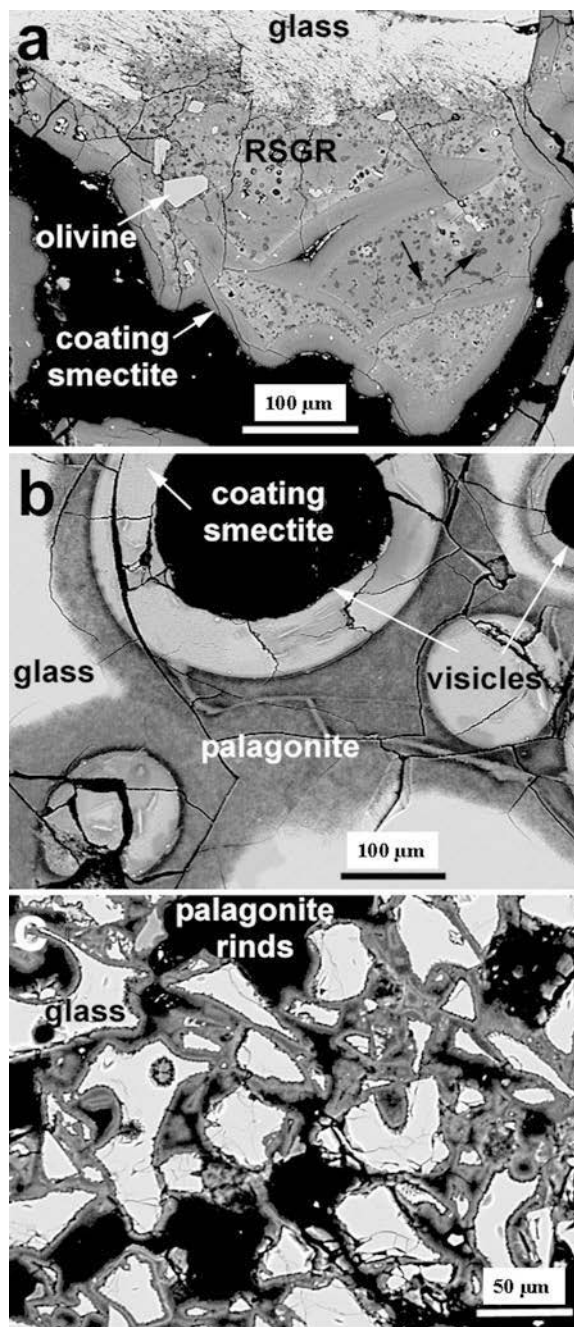 a
glass
RSGR
olivine
coating
smectite
100 µm
b
coating
smectite
glass
visicles
palagonite
100 µm
c
palagonite
rinds
glass
50 µm